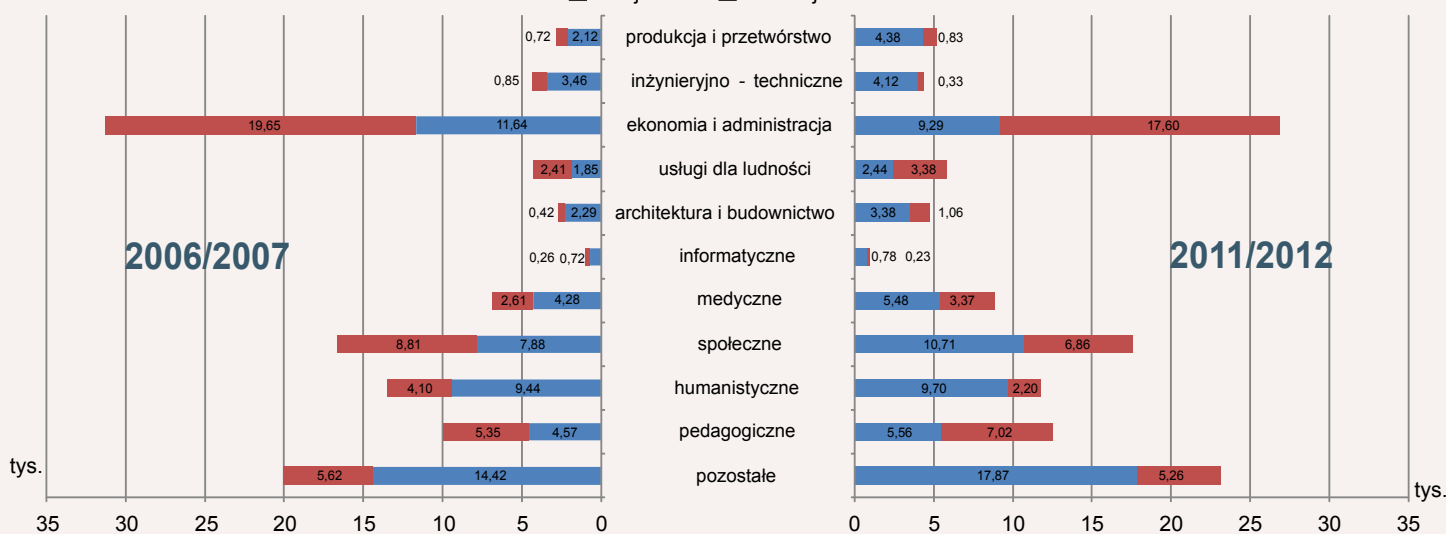 0,72 2,12 produkcja i przetwórstwo 4,38 0,83
0,85 3,46 inżynieryjno - techniczne 4,12 0,33
19,65 11,64 ekonomia i administracja 9,29 17,60
2,41 1,85 usługi dla ludności 2,44 3,38
0,42 2,29 architektura i budownictwo 3,38 1,06
2006/2007 0,26 0,72 informatyczne 0,78 0,23 2011/2012
2,61 4,28 medyczne 5,48 3,37
8,81 7,88 społeczne 10,71 6,86
4,10 9,44 humanistyczne 9,70 2,20
5,35 4,57 pedagogiczne 5,56 7,02
tys. 5,62 14,42 pozostałe 17,87 5,26 tys.
35 30 25 20 15 10 5 0 0 5 10 15 20 25 30 35